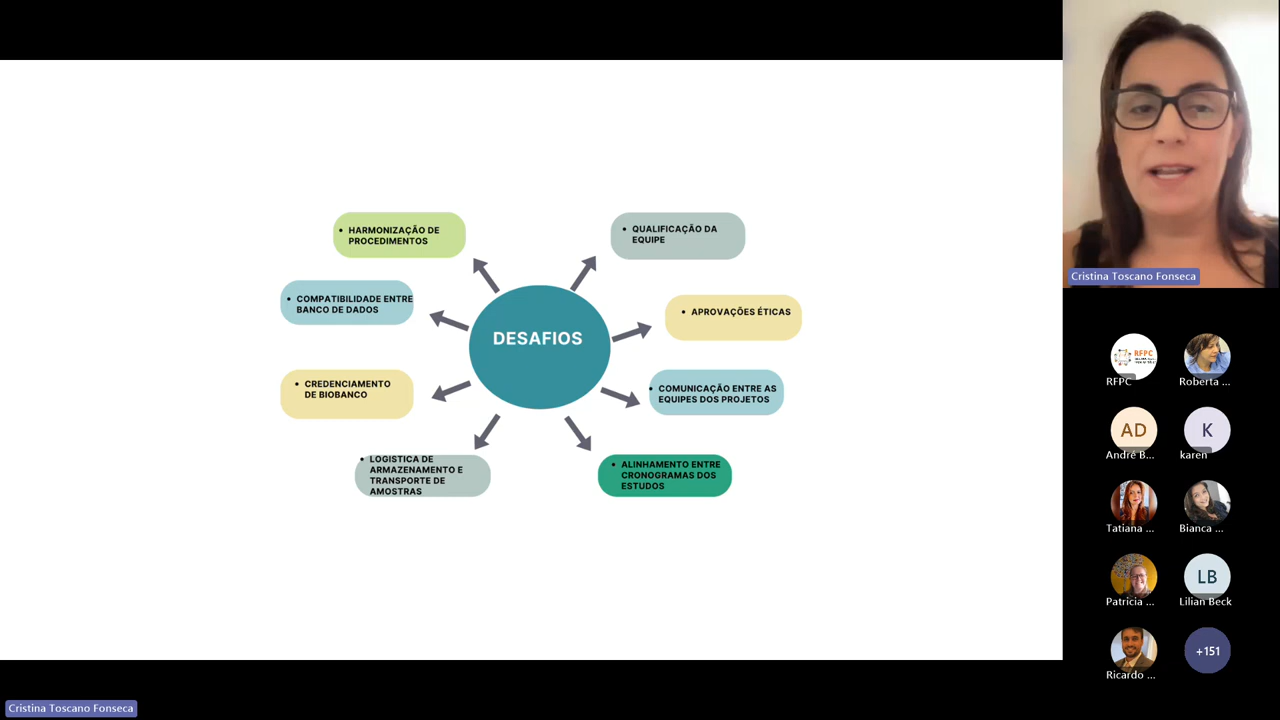 • HARMONIZAÇÃO DE
PROCEDIMENTOS
• QUALIFICAÇÃO DA
EQUIPE
• COMPATIBILIDADE ENTRE
BANCO DE DADOS
• APROVAÇÕES ÉTICAS
DESAFIOS
• CREDENCIAMENTO
DE BIOBANCO
• COMUNICAÇÃO ENTRE AS
EQUIPES DOS PROJETOS
• LOGISTICA DE
ARMAZENAMENTO E
TRANSPORTE DE
AMOSTRAS
• ALINHAMENTO ENTRE
CRONOGRAMAS DOS
ESTUDOS
Cristina Toscano Fonseca
RFPC
RFPC
Roberta ...
AD
André B...
K
karen
Tatiana ...
Bianca ...
Patricia ...
LB
Lilian Beck
Ricardo ...
+151
Cristina Toscano Fonseca